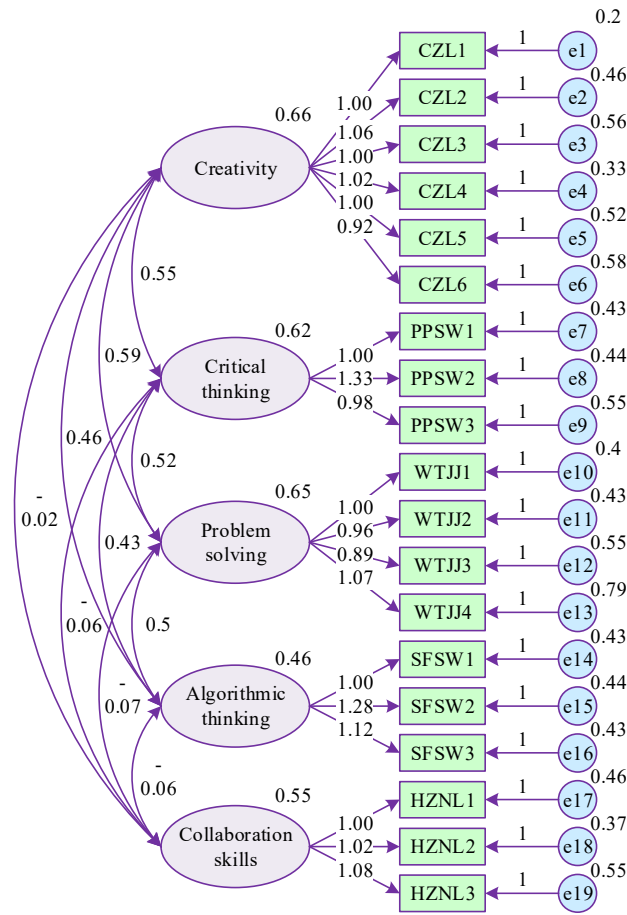 0.2
CZL1
1
e1
0.46
CZL2
1
e2
1.00
0.56
CZL3
1
e3
0.66
1.06
0.33
Creativity
1.00
CZL4
1
e4
1.02
0.52
1.00
CZL5
1
e5
0.92
0.58
CZL6
1
e6
0.55
0.43
0.62
PPSW1
1
e7
1.00
0.44
Critical
thinking
1.33
PPSW2
1
e8
0.59
0.98
0.55
PPSW3
1
e9
0.46
0.4
0.52
WTJJ1
1
e10
0.65
1.00
0.43
-
0.02
Problem
solving
0.96
WTJJ2
1
e11
0.43
0.89
0.55
WTJJ3
1
e12
1.07
0.79
-
0.06
0.5
WTJJ4
1
e13
0.43
0.46
SFSW1
1
e14
1.00
0.44
-
0.07
Algorithmic
thinking
1.28
SFSW2
1
e15
1.12
0.43
SFSW3
1
e16
-
0.06
0.46
0.55
HZNL1
1
e17
1.00
0.37
Collaboration
skills
1.02
HZNL2
1
e18
1.08
0.55
HZNL3
1
e19